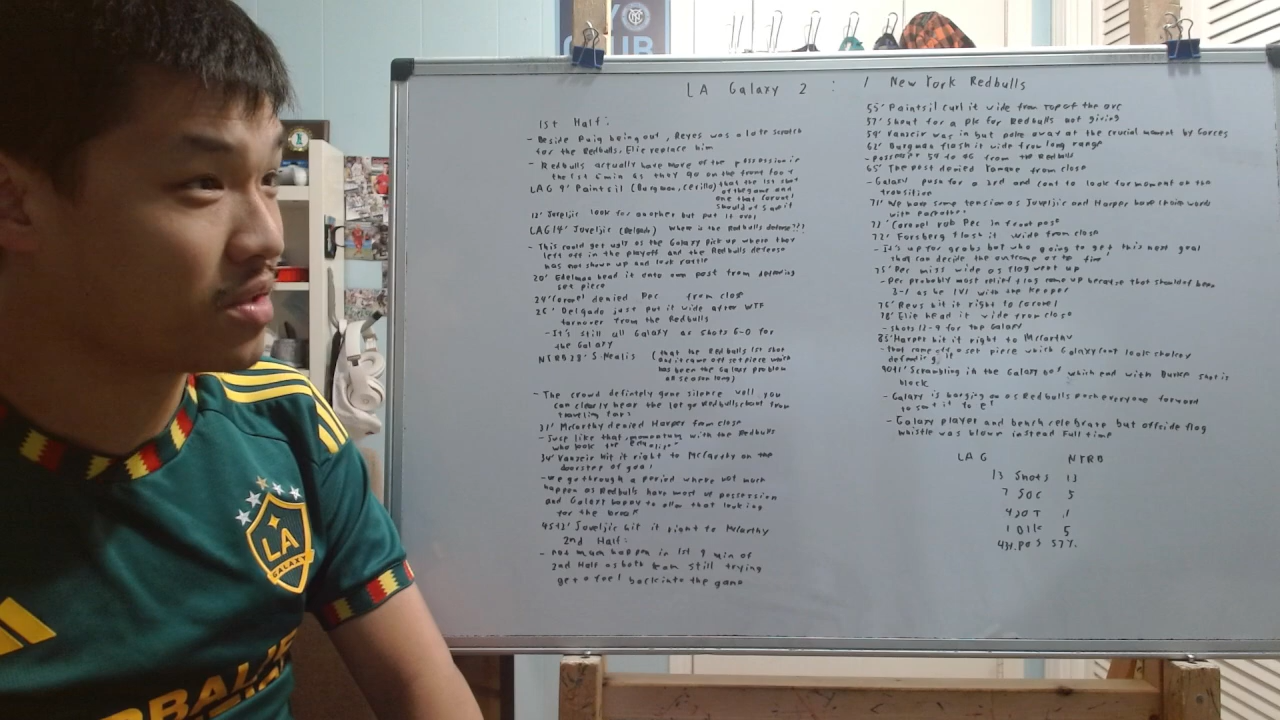 CLUB
LA Galaxy 2 : 1 New York Redbulls
1st Half:
- Beside Puig being out, Reyes was a late scratch
for the Redbulls, Elie replace him
- Redbulls actually have more of the possession in
the 1st 6 min as they go on the front foot
LAG 9' Paintsil (Burgman, Cerillo) that the 1st shot
of the game and
one that Coronel
should of save it
12' Joveljic look for another but put it over
LAG 14' Joveljic (Delgado) where is the Redbulls defense???
- This could get ugly as the Galaxy pick up where they
left off in the playoff and the Redbulls defense
has not shown up and look rattle
20' Edelman head it onto own post from defending
set piece
24' Coronel denied Pec from close
26' Delgado just put it wide after WTF
turnover from the Redbulls
- It's still all Galaxy as shots 6-0 for
the Galaxy
NYRB 28' S. Nealis (that the Redbulls 1st shot
and it came off set piece which
has been the Galaxy problem
all season long)
- The crowd definitely gone silence well you
can clearly hear the let go Redbulls chant from
traveling fans
31' McCarthy denied Harper from close
- Just like that, momentum with the Redbulls
who look the
34' Vanzeir hit it right to McCarthy on the
doorstep of goal
- we go through a period where not much
happen as Redbulls have most of possession
and Galaxy happy to allow that looking
for the break
45+2' Joveljic hit it right to McCarthy
2nd Half:
- not much happen in 1st 9 min of
2nd Half as both team still trying
get a feel back into the game
55' Paintsil curl it wide from top of the arc
57' Shout for a PK for Redbulls not giving
59' Vanzeir was in but poke away at the crucial moment by Garces
62' Burgman flash it wide from long range
- possession 54 to 46 from the Redbulls
65' The post denied Yamane from close
- Galaxy push for a 3rd and cont to look for moment on the
transition
71' We have some tension as Joveljic and Harper have choice words
with eachother
71' Coronel rob Pec in front post
72' Forsberg flash it wide from close
- It's up for grabs but who going to get this next goal
that can decide the outcome or to fine!
75' Pec miss wide as flag went up
- Pec probably most relief flag came up because that should of been
3-1 as he 1v1 with the keeper
76' Reus hit it right to Coronel
78' Elie head it wide from close
- shots 12-9 for the Galaxy
85' Harper hit it right to McCarthy
- that came off a set piece which Galaxy cont look shakey
defending it
90+1' Scrambling in the Galaxy box which end with Burke shot is
block
- Galaxy is hanging on as Redbulls push everyone forward
- Galaxy player and bench celebrate but offside flag
whistle was blown instead Full time
LAG NYRB
13 Shots 13
7 SOG 5
4 YOT 1
1 Offs 5
43% POS 57%
LA
GALAXY